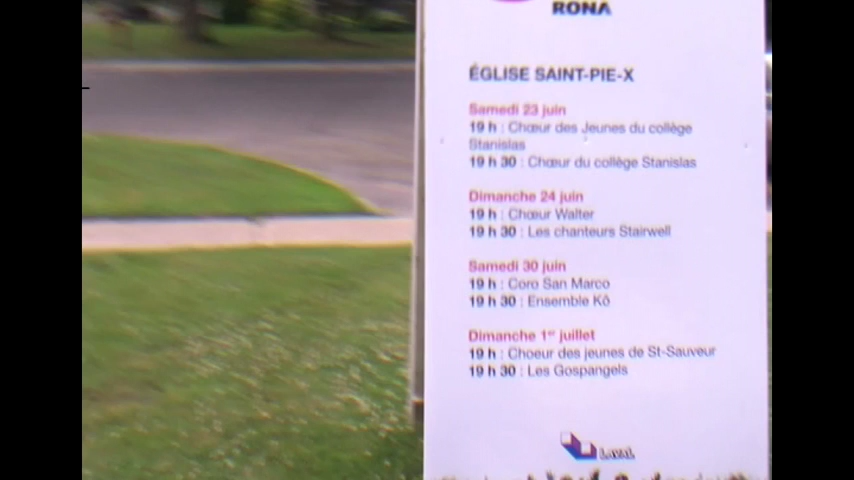 RONA
ÉGLISE SAINT-PIE-X
Samedi 23 juin
19 h : Chœur des Jeunes du collège
Stanislas
19 h 30 : Chœur du collège Stanislas
Dimanche 24 juin
19 h : Chœur Walter
19 h 30 : Les chanteurs Stairwell
Samedi 30 juin
19 h : Coro San Marco
19 h 30 : Ensemble Kô
Dimanche 1er juillet
19 h : Choeur des jeunes de St-Sauveur
19 h 30 : Les Gospangels
LAVAL